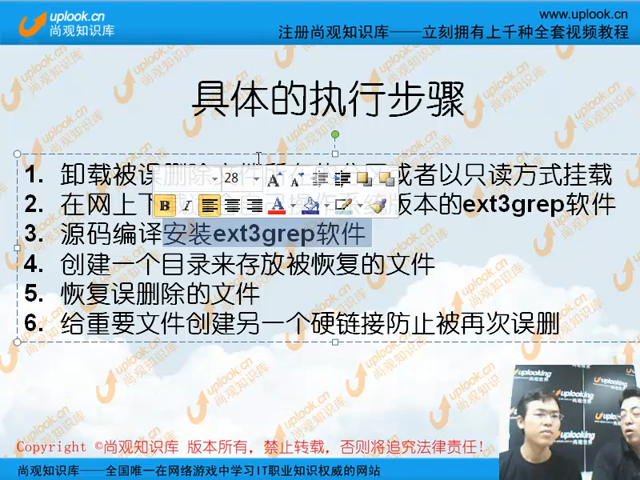 uplook.cn
尚观知识库
www.uplook.cn
注册尚观知识库——立刻拥有上千种全套视频教程
具体的执行步骤
1. 卸载被误删除文件 或者以只读方式挂载
28
2. 在网上下 版本的ext3grep软件
B I
3. 源码编译安装ext3grep软件
4. 创建一个目录来存放被恢复的文件
5. 恢复误删除的文件
6. 给重要文件创建另一个硬链接防止被再次误删
uplooking
Copyright ©尚观知识库 版本所有，禁止转载，否则将追究法律责任！
尚观知识库——全国唯一在网络游戏中学习IT职业知识权威的网站